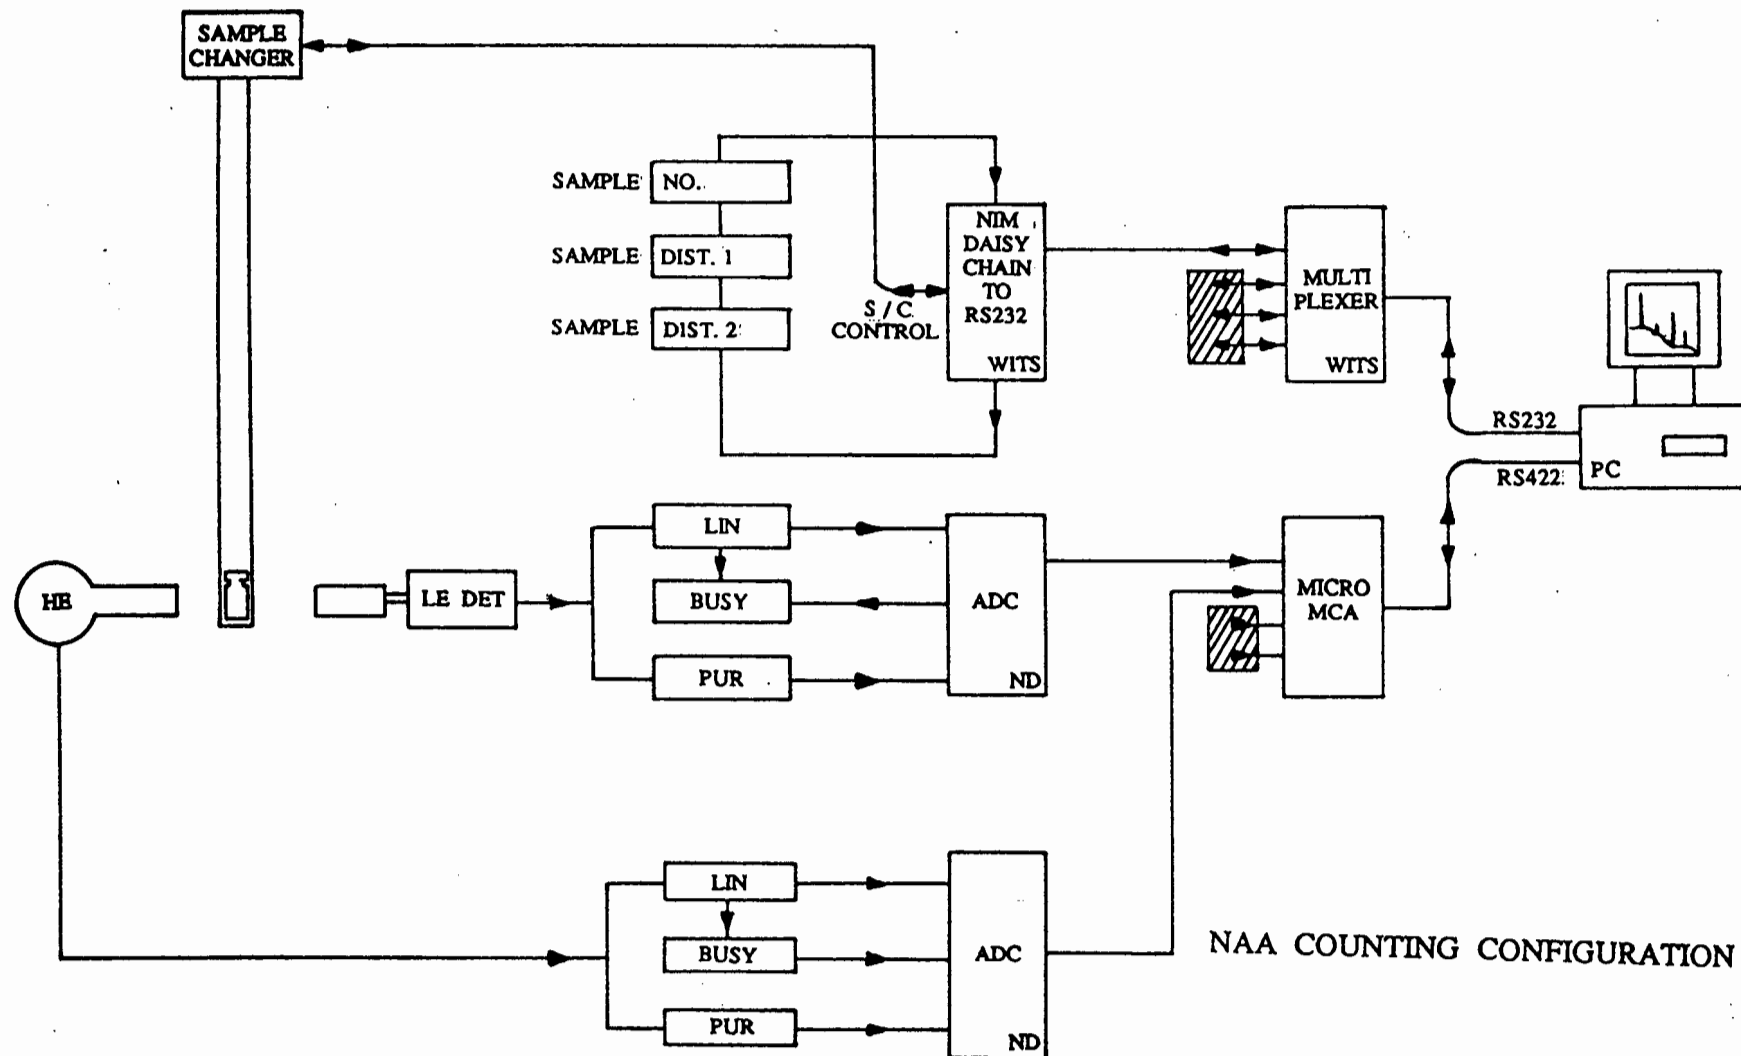 SAMPLE
CHANGER
SAMPLE NO.
SAMPLE DIST. 1
SAMPLE DIST. 2
S / C
CONTROL
NIM
DAISY
CHAIN
TO
RS232
WITS
MULTI
PLEXER
WITS
RS232
RS422
PC
HE
LE DET
LIN
BUSY
PUR
ADC
ND
MICRO
MCA
LIN
BUSY
PUR
ADC
ND
NAA COUNTING CONFIGURATION